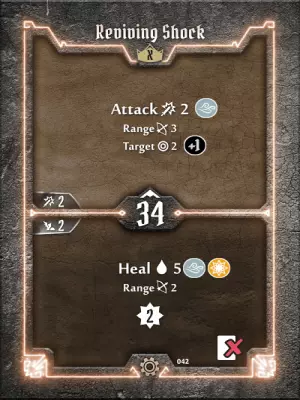 Reviving Shock
X
Attack 2
Range 3
Target 2 +1
2
34
2
Heal 5
Range 2
2
042